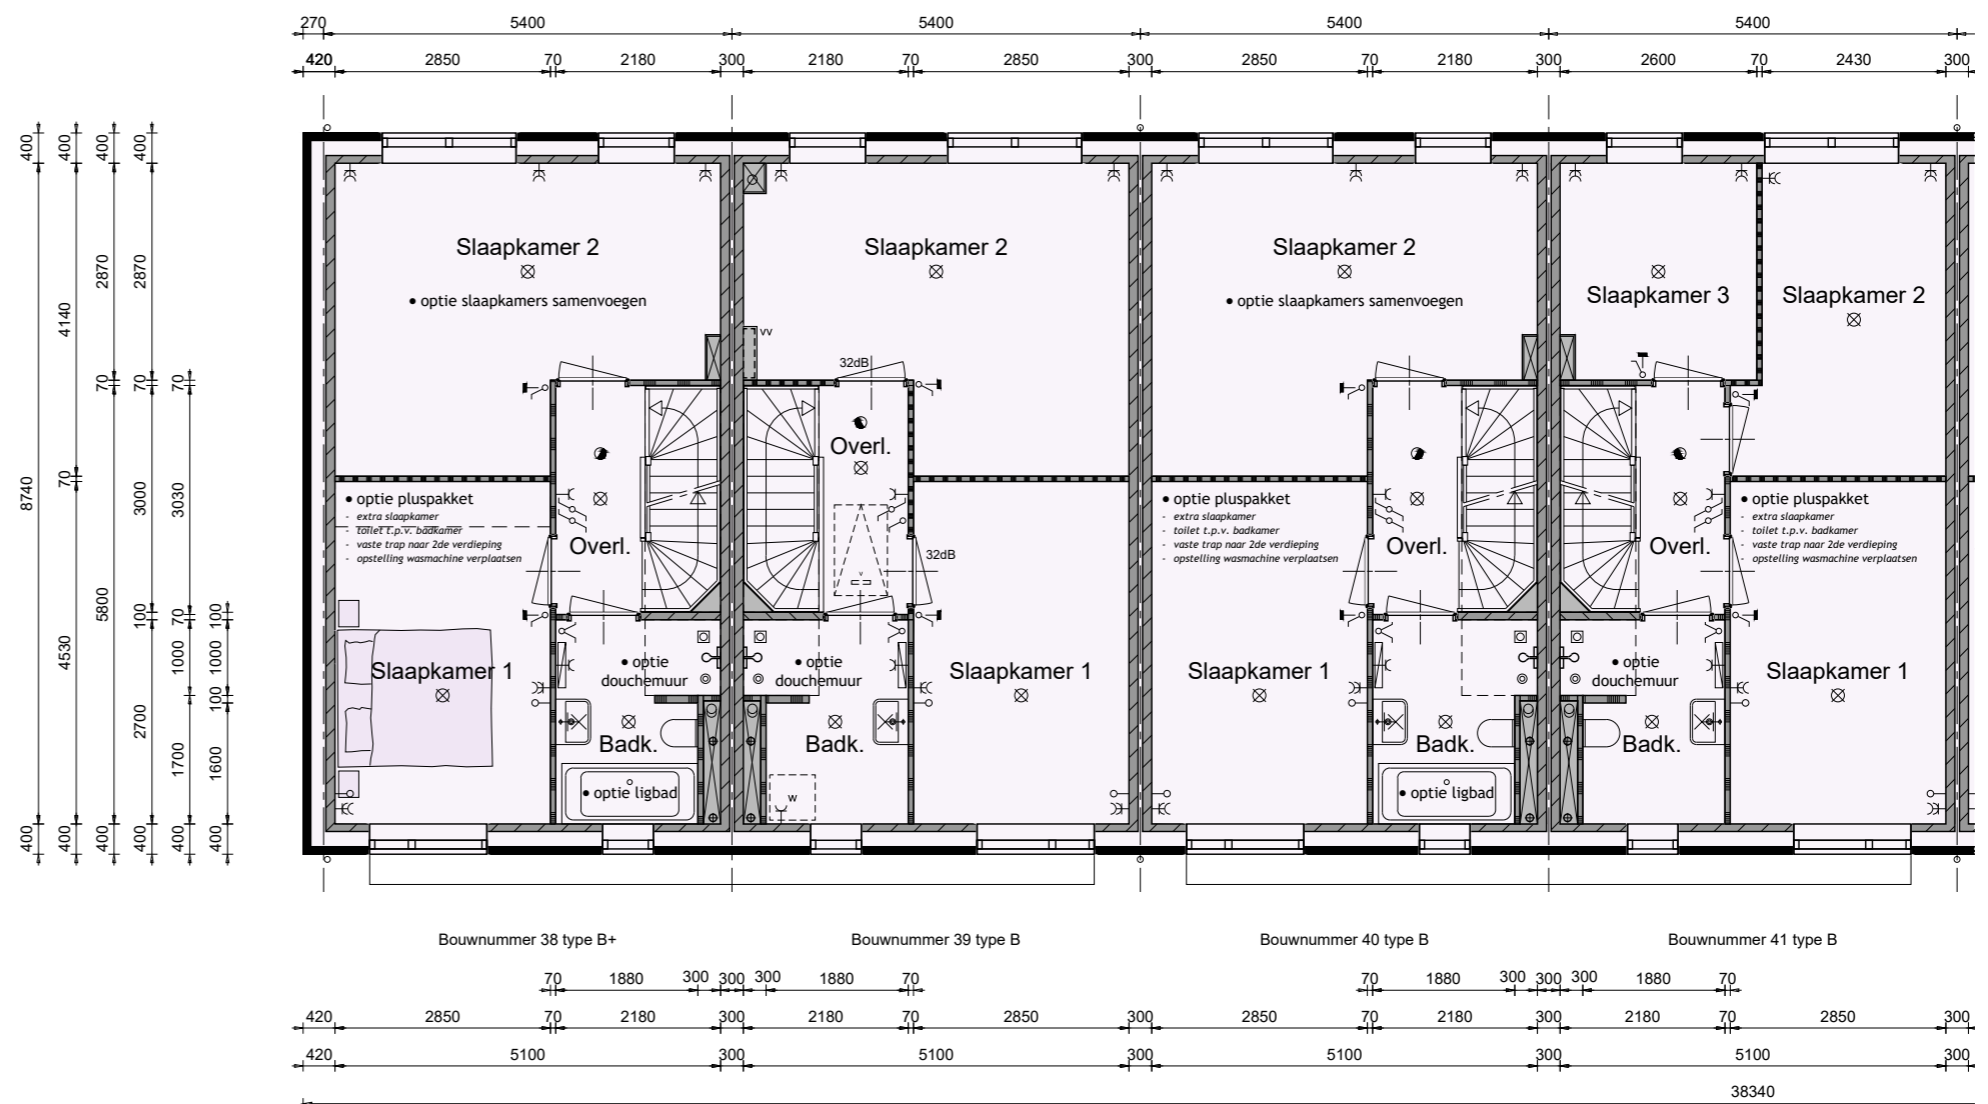 270 5400 5400 5400 5400
420 2850 70 2180 300 2180 70 2850 300 2850 70 2180 300 2600 70 2430 300
400 400 400 400
8740
4140 70 4530
2870 70 5800
2870 70 3000 100 2700
70 3030 70 1000 1700
100 1000 100 1600
400 400 400 400 400 400
Slaapkamer 2
• optie slaapkamers samenvoegen
Overl.
• optie pluspakket
- extra slaapkamer
- toilet t.p.v. badkamer
- vaste trap naar 2de verdieping
- opstelling wasmachine verplaatsen
Slaapkamer 1
• optie
douchemuur
Badk.
• optie ligbad
Slaapkamer 2
vv
32dB
Overl.
v
32dB
• optie
douchemuur
Slaapkamer 1
Badk.
w
Slaapkamer 2
• optie slaapkamers samenvoegen
• optie pluspakket
- extra slaapkamer
- toilet t.p.v. badkamer
- vaste trap naar 2de verdieping
- opstelling wasmachine verplaatsen
Overl.
Slaapkamer 1
Badk.
• optie ligbad
Slaapkamer 3
Slaapkamer 2
Overl.
• optie pluspakket
- extra slaapkamer
- toilet t.p.v. badkamer
- vaste trap naar 2de verdieping
- opstelling wasmachine verplaatsen
• optie
douchemuur
Slaapkamer 1
Badk.
Bouwnummer 38 type B+ Bouwnummer 39 type B Bouwnummer 40 type B Bouwnummer 41 type B
70 1880 300 300 300 1880 70 70 1880 300 300 300 1880 70
420 2850 70 2180 300 2180 70 2850 300 2850 70 2180 300 2180 70 2850 300
420 5100 300 5100 300 5100 300 5100 300
38340